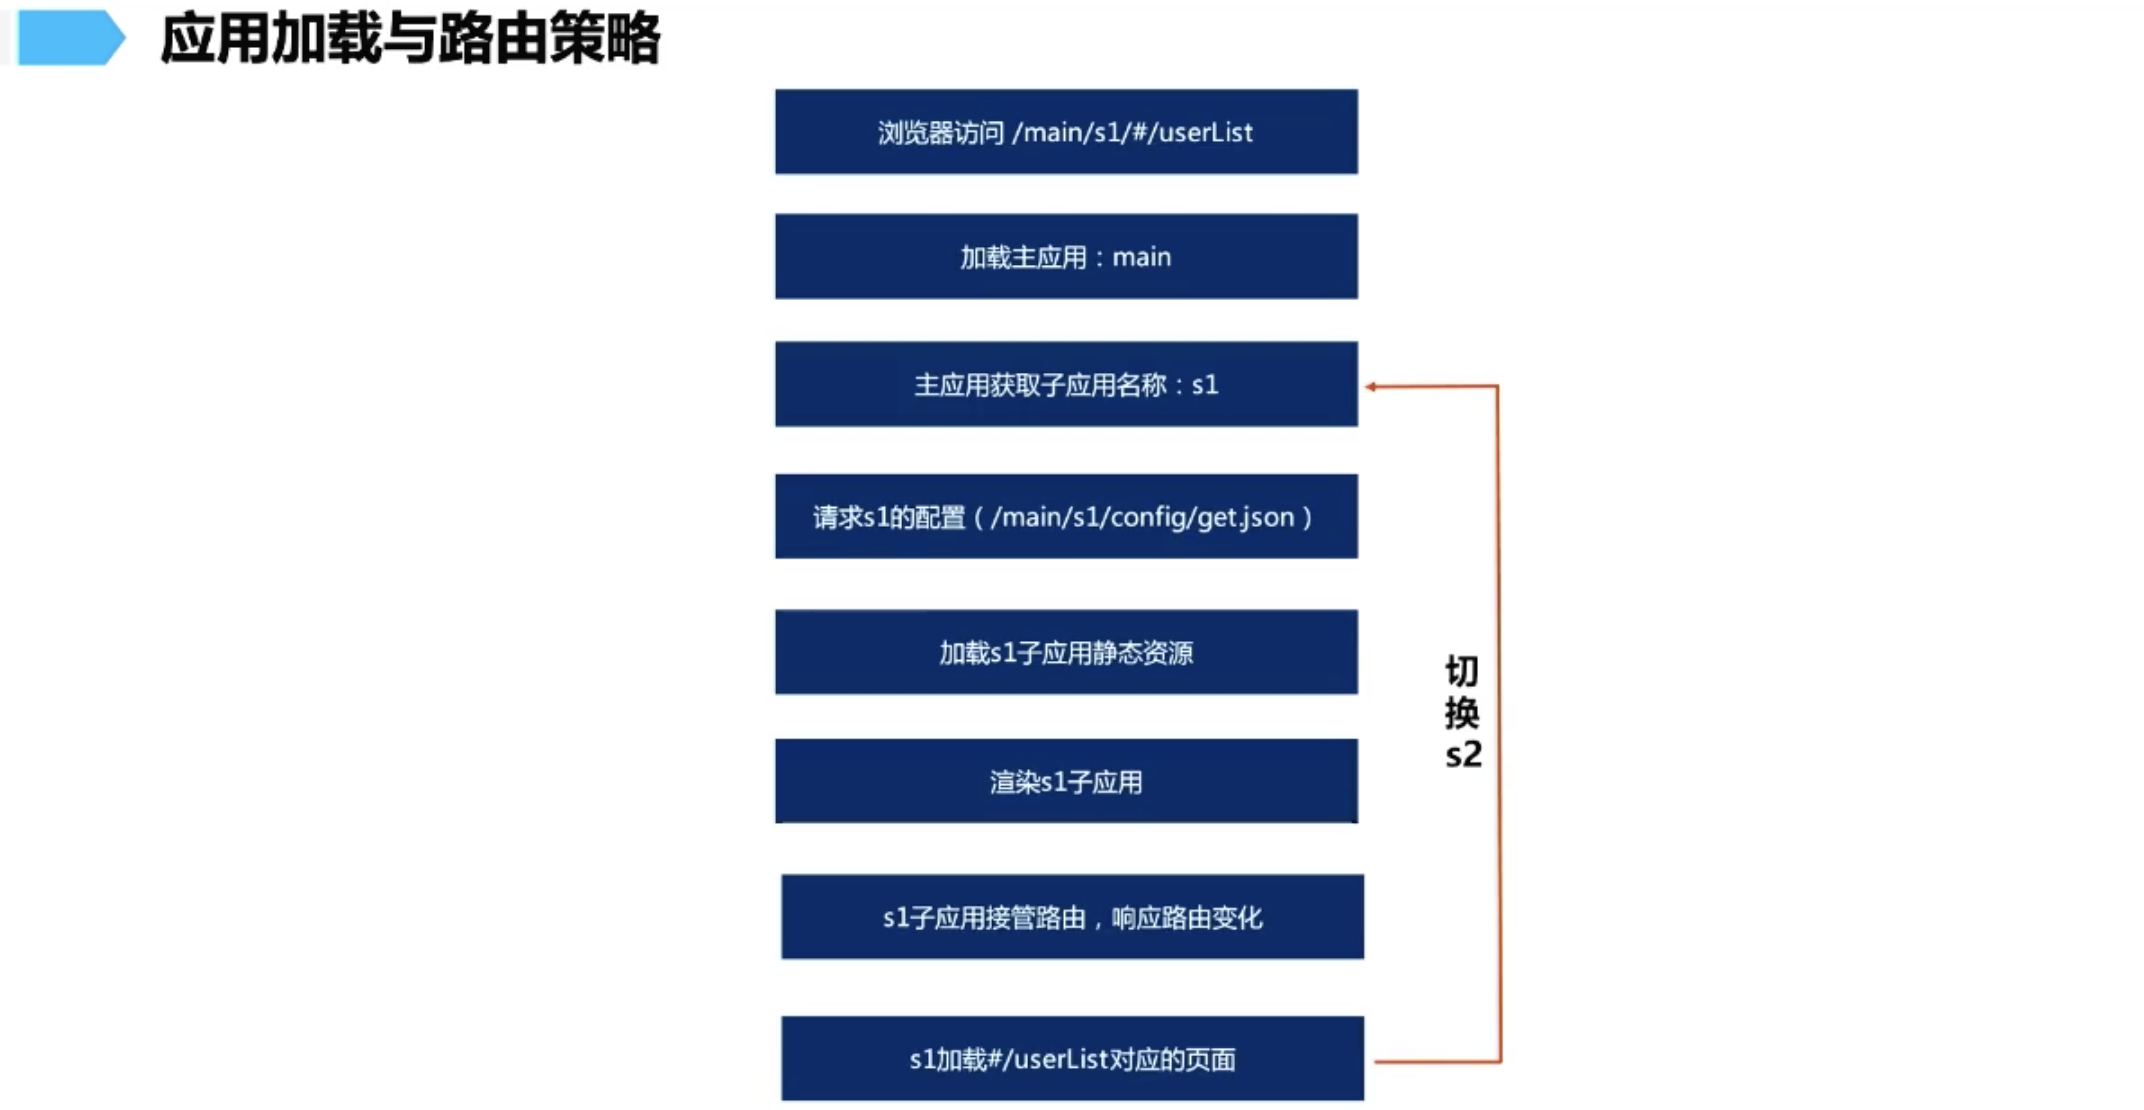 应用加载与路由策略
浏览器访问 /main/s1/#/userList
加载主应用：main
主应用获取子应用名称：s1
请求s1的配置（/main/s1/config/get.json）
加载s1子应用静态资源
渲染s1子应用
s1子应用接管路由，响应路由变化
s1加载#/userList对应的页面
切
换
s2